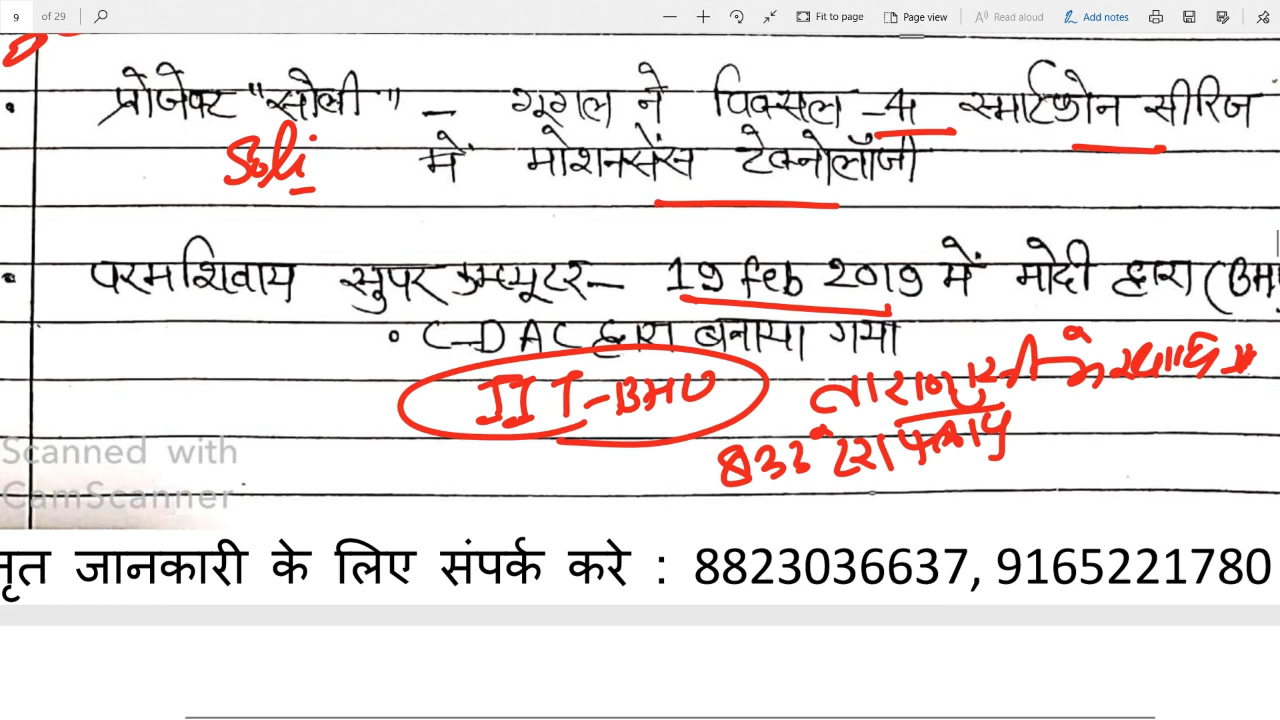 9 of 29 Fit to page Page view Read aloud Add notes
प्रोजेक्ट "सोली" – गूगल ने पिक्सल -4 स्मार्टफोन सीरिज
Soli में मोशनसेंस टेक्नोलॉजी
परमशिवाय सुपर कम्प्यूटर – 19 feb 2019 में मोदी द्वारा (BHU
• C-DAC द्वारा बनाया गया
IIT-BHU
833
Scanned with
CamScanner
मृत जानकारी के लिए संपर्क करे : 8823036637, 9165221780